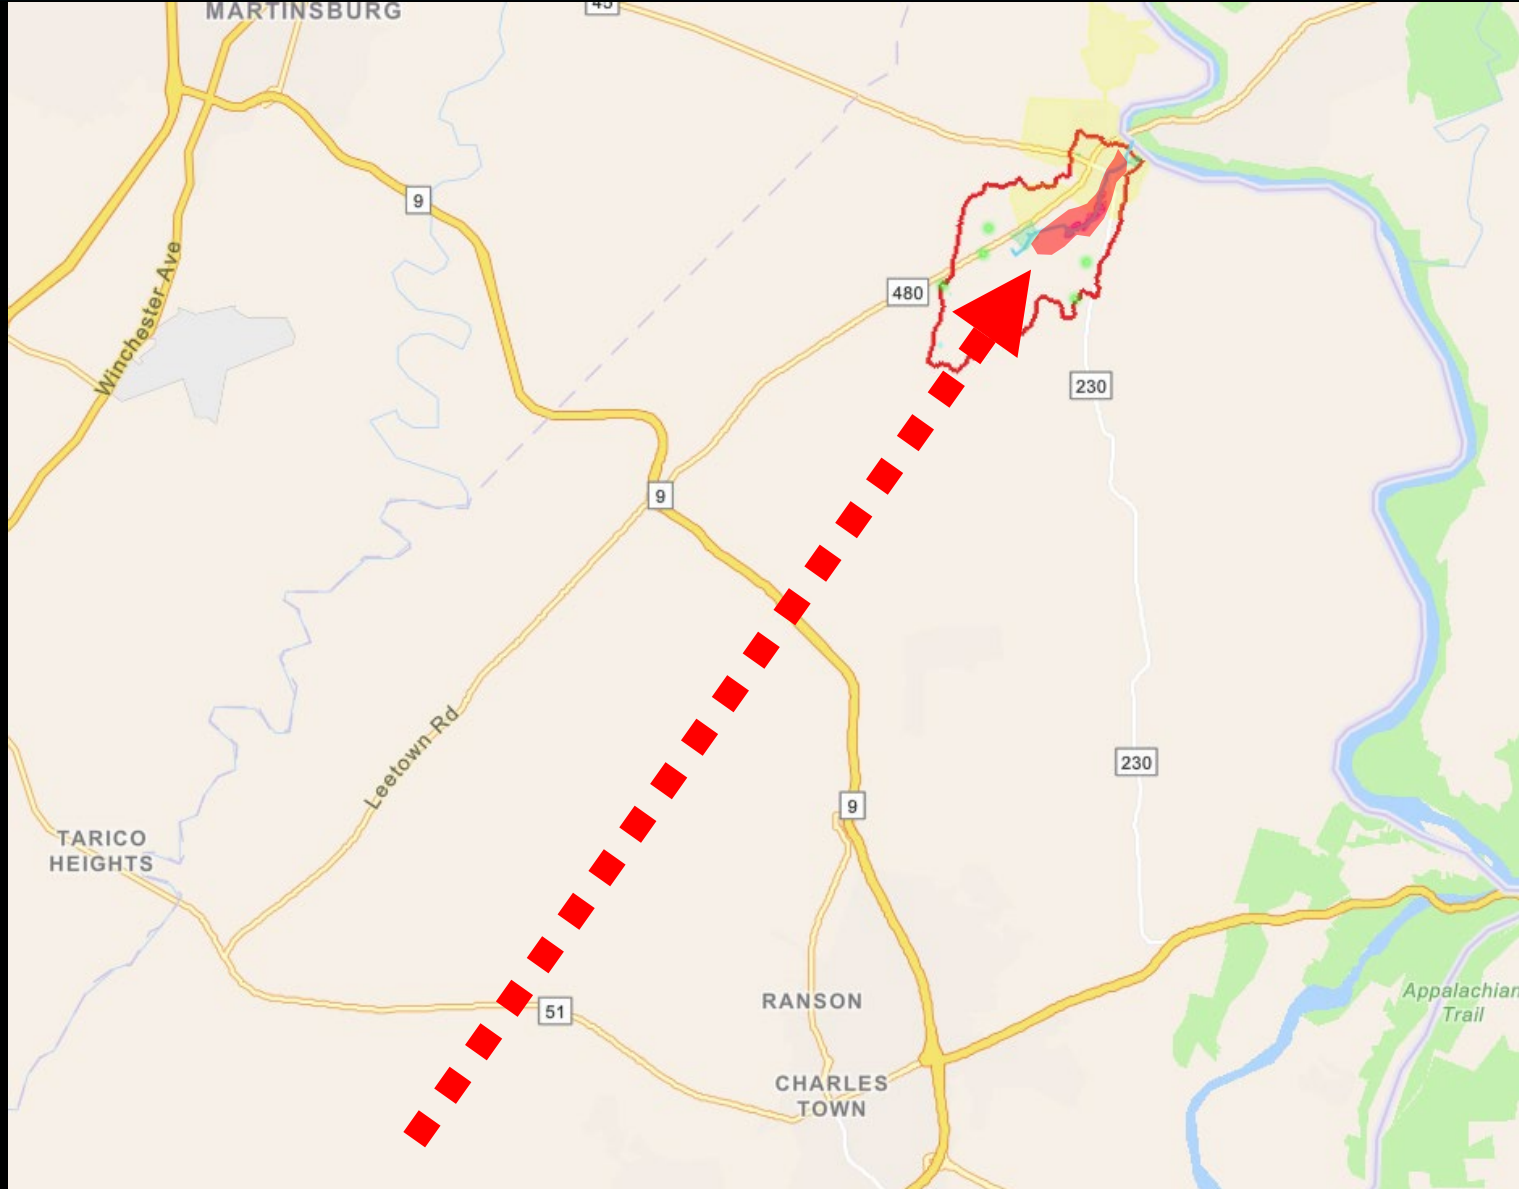 MARTINSBURG
45
9
Winchester Ave
480
230
9
Leetown Rd
230
9
TARICO
HEIGHTS
51
RANSON
Appalachian
Trail
CHARLES
TOWN